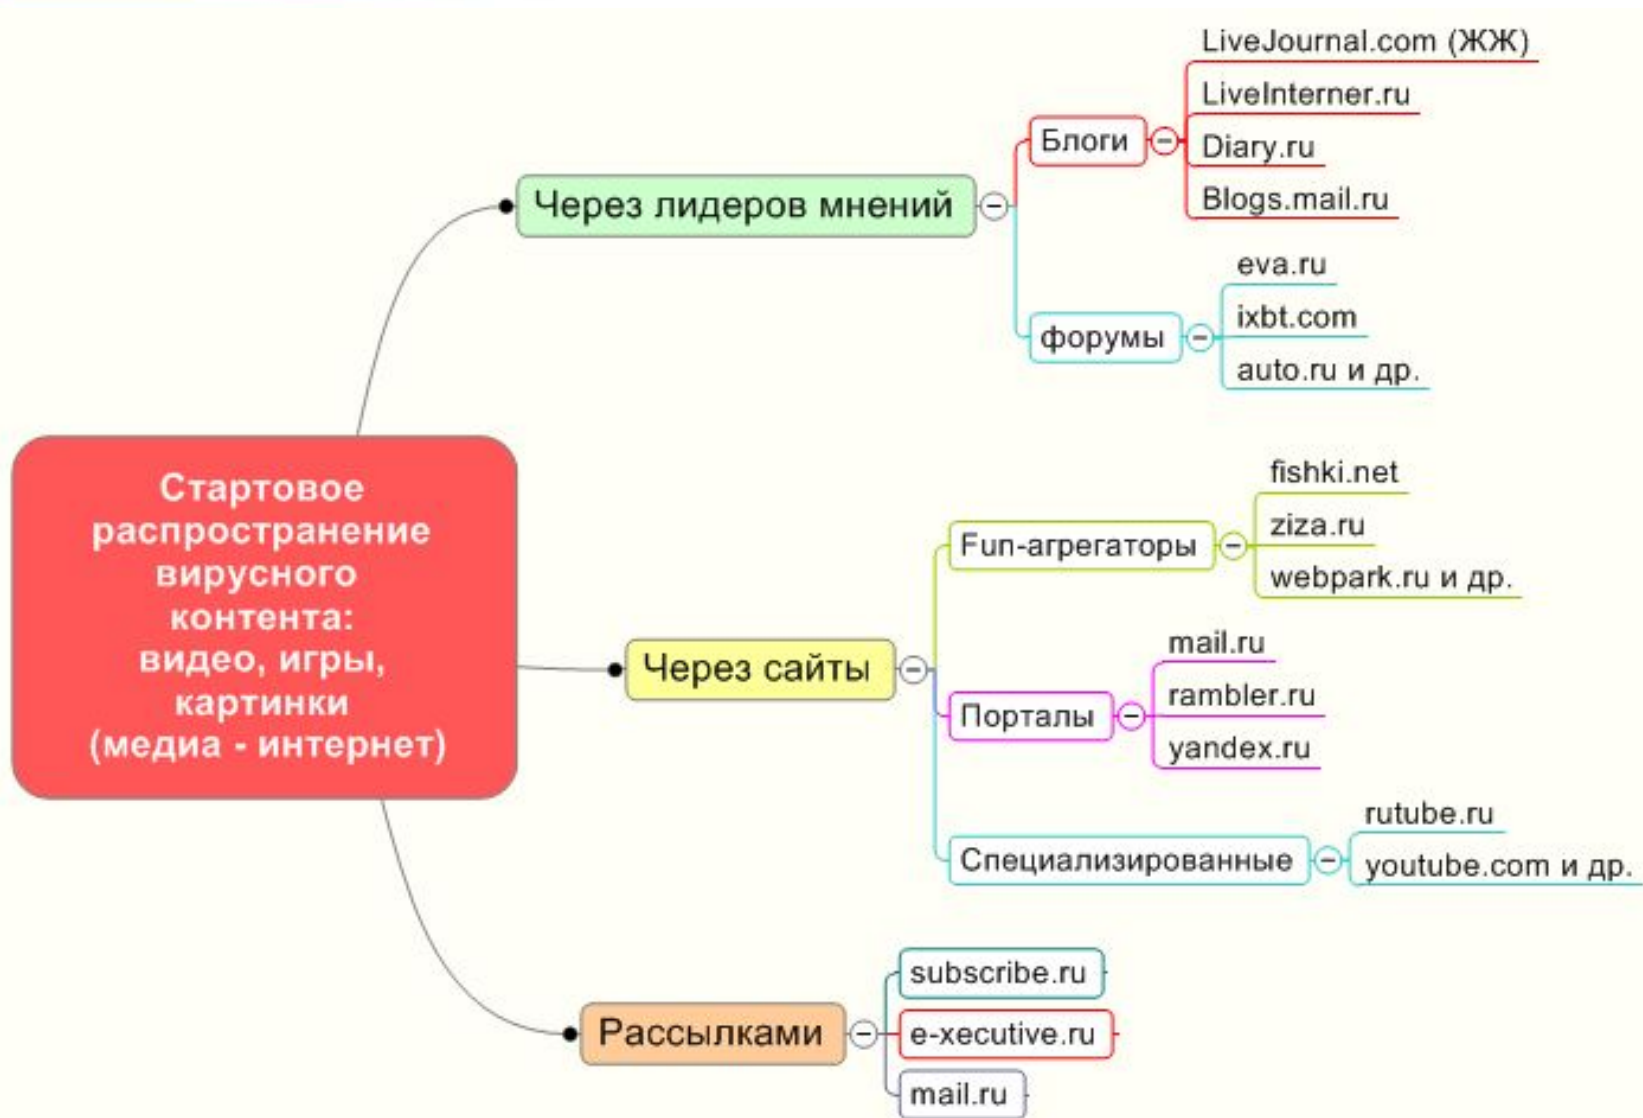 Стартовое
распространение
вирусного
контента:
видео, игры,
картинки
(медиа - интернет)
Через лидеров мнений
Блоги
LiveJournal.com (ЖЖ)
LiveInterner.ru
Diary.ru
Blogs.mail.ru
форумы
eva.ru
ixbt.com
auto.ru и др.
Через сайты
Fun-агрегаторы
fishki.net
ziza.ru
webpark.ru и др.
Порталы
mail.ru
rambler.ru
yandex.ru
Специализированные
rutube.ru
youtube.com и др.
Рассылками
subscribe.ru
e-xecutive.ru
mail.ru